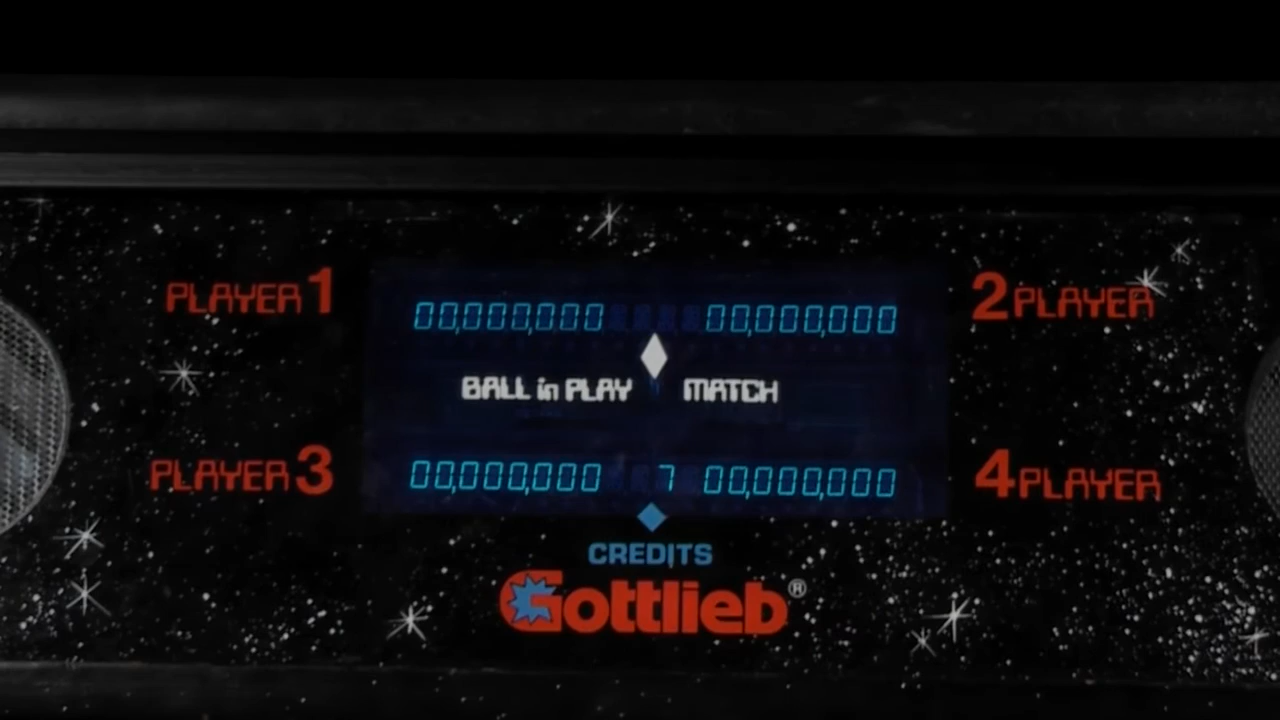 PLAYER 1
00,000,000 00,000,000
2 PLAYER
BALL in PLAY MATCH
PLAYER 3
00,000,000 7 00,000,000
4 PLAYER
CREDITS
Gottlieb®